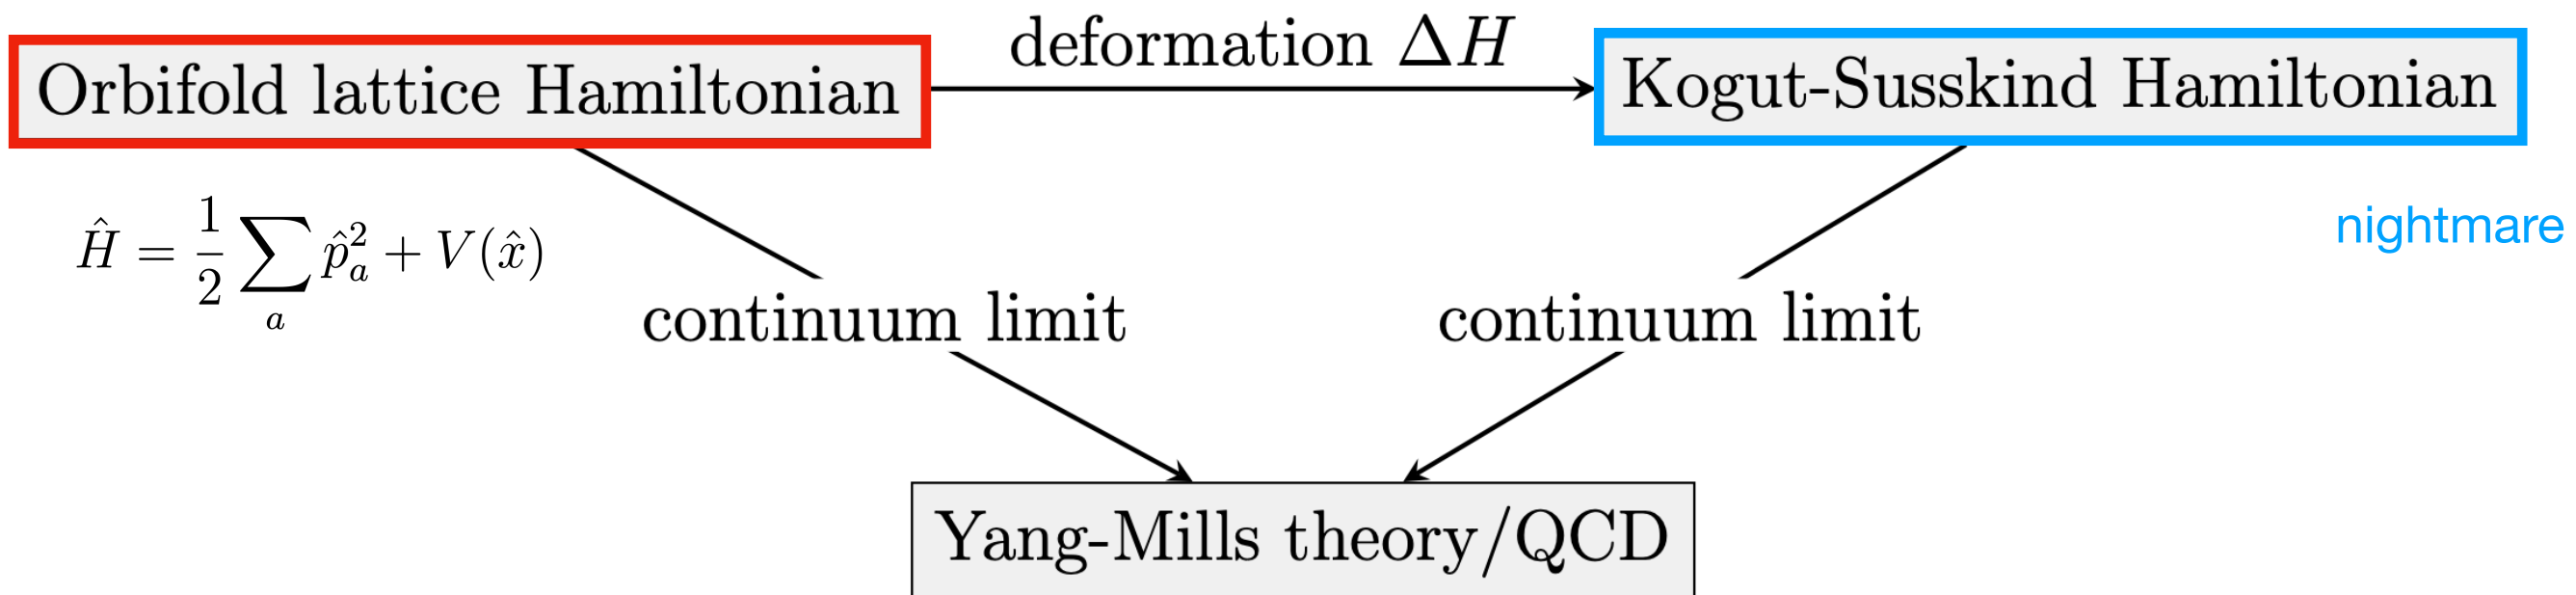 deformation ΔH
Orbifold lattice Hamiltonian
Kogut-Susskind Hamiltonian
Ĥ = 1/2 ∑_a p̂_a^2 + V(x̂)
nightmare
continuum limit
continuum limit
Yang-Mills theory/QCD